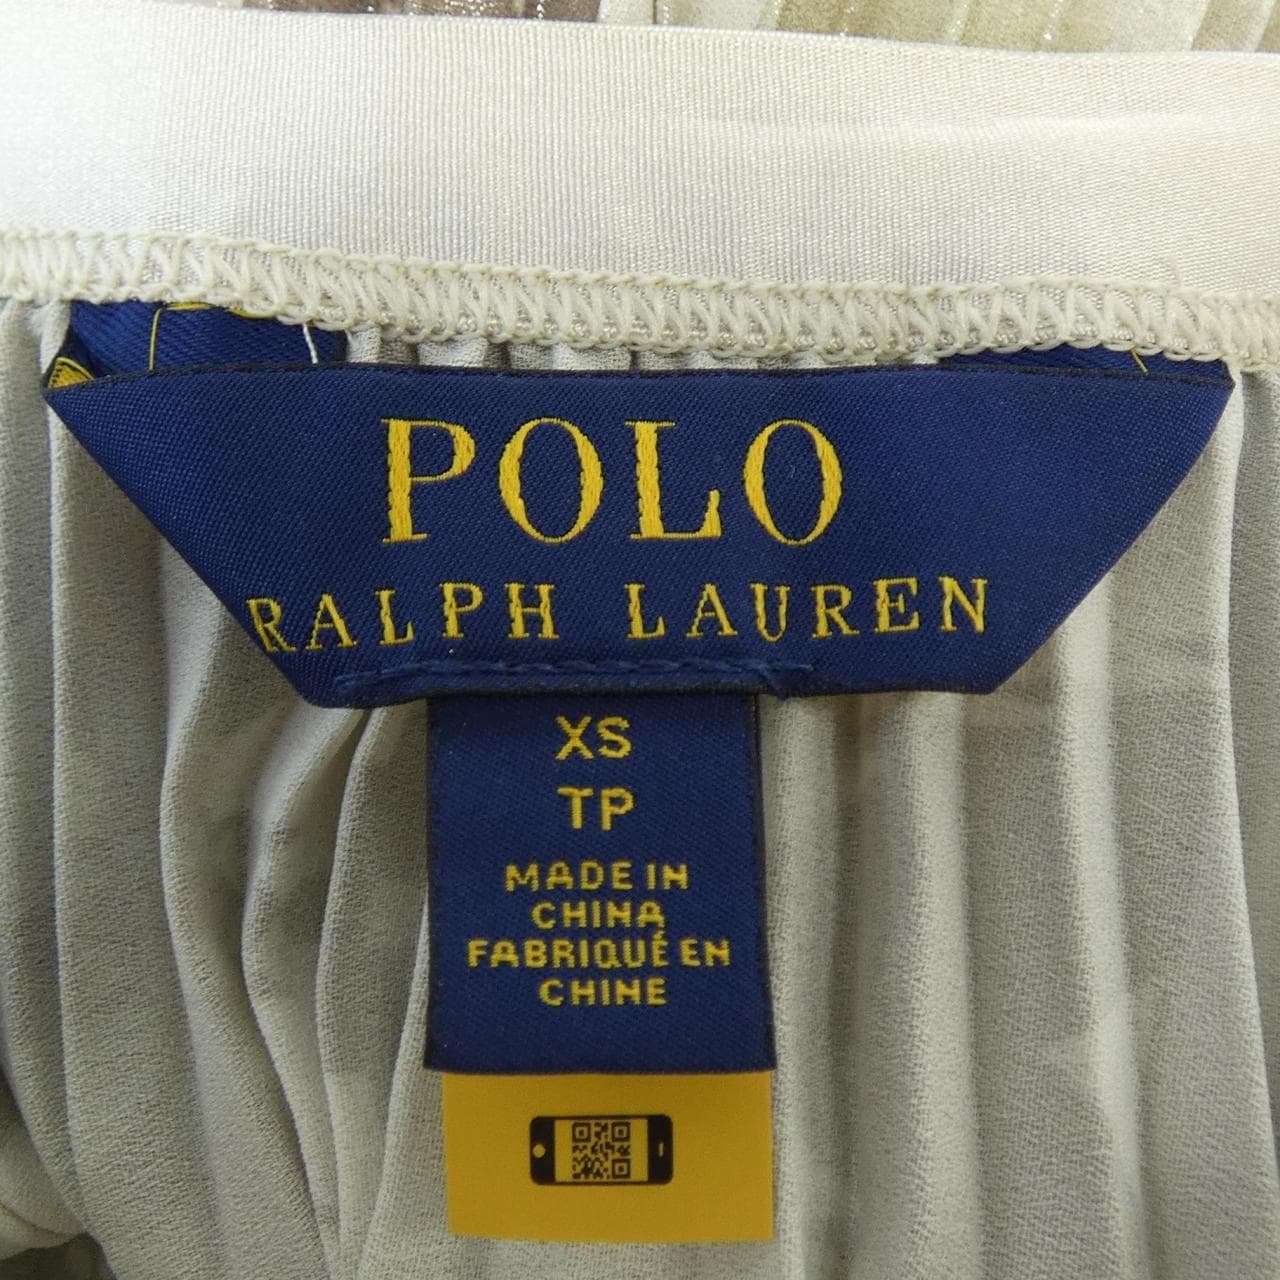 POLO
RALPH LAUREN
XS
TP
MADE IN
CHINA
FABRIQUÉ EN
CHINE